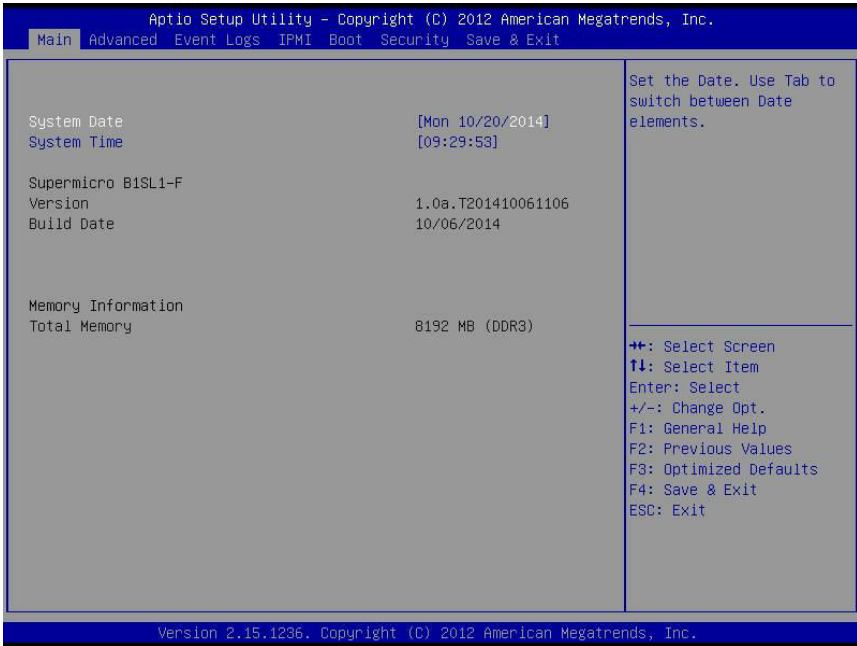 Aptio Setup Utility – Copyright (C) 2012 American Megatrends, Inc.
Main Advanced Event Logs IPMI Boot Security Save & Exit
System Date [Mon 10/20/2014]
System Time [09:29:53]
Supermicro B1SL1-F
Version 1.0a.T201410061106
Build Date 10/06/2014
Memory Information
Total Memory 8192 MB (DDR3)
Set the Date. Use Tab to
switch between Date
elements.
→←: Select Screen
↑↓: Select Item
Enter: Select
+/-: Change Opt.
F1: General Help
F2: Previous Values
F3: Optimized Defaults
F4: Save & Exit
ESC: Exit
Version 2.15.1236. Copyright (C) 2012 American Megatrends, Inc.